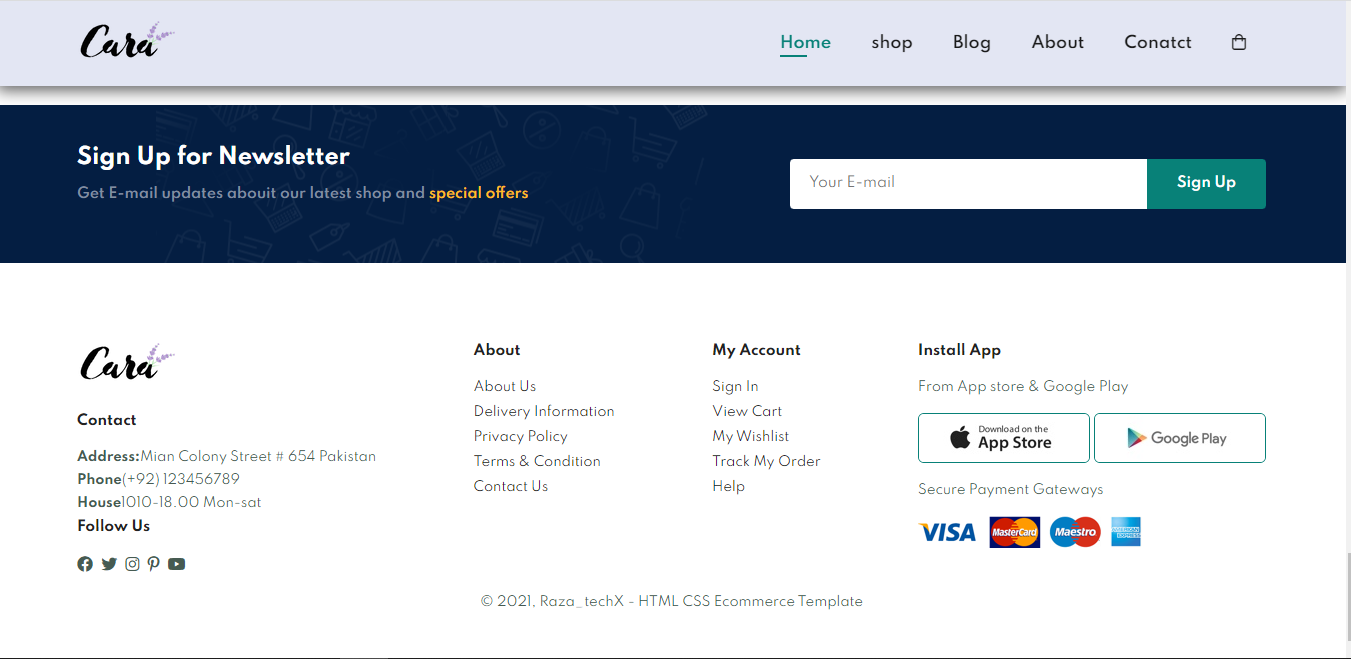 Cara
Home shop Blog About Conatct
Sign Up for Newsletter
Get E-mail updates abouit our latest shop and special offers
Your E-mail
Sign Up
Cara
Contact
Address:Mian Colony Street # 654 Pakistan
Phone(+92) 123456789
House1010-18.00 Mon-sat
Follow Us
About
About Us
Delivery Information
Privacy Policy
Terms & Condition
Contact Us
My Account
Sign In
View Cart
My Wishlist
Track My Order
Help
Install App
From App store & Google Play
Download on the
App Store
Google Play
Secure Payment Gateways
VISA MasterCard Maestro AMERICAN EXPRESS
© 2021, Raza_techX - HTML CSS Ecommerce Template